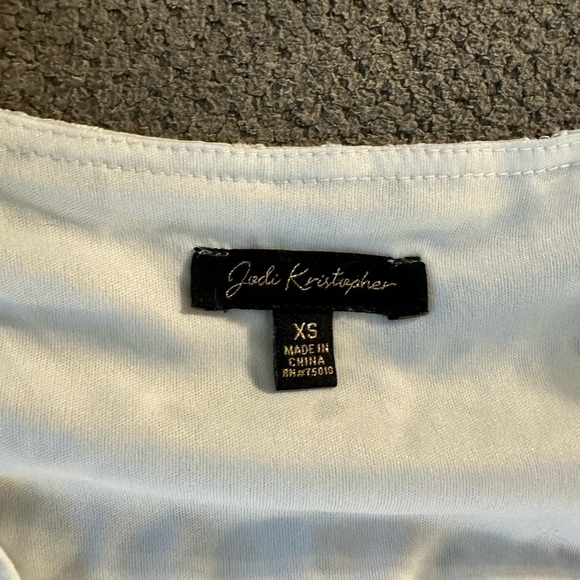 Jodi Kristopher
XS
MADE IN
CHINA
RN#75010